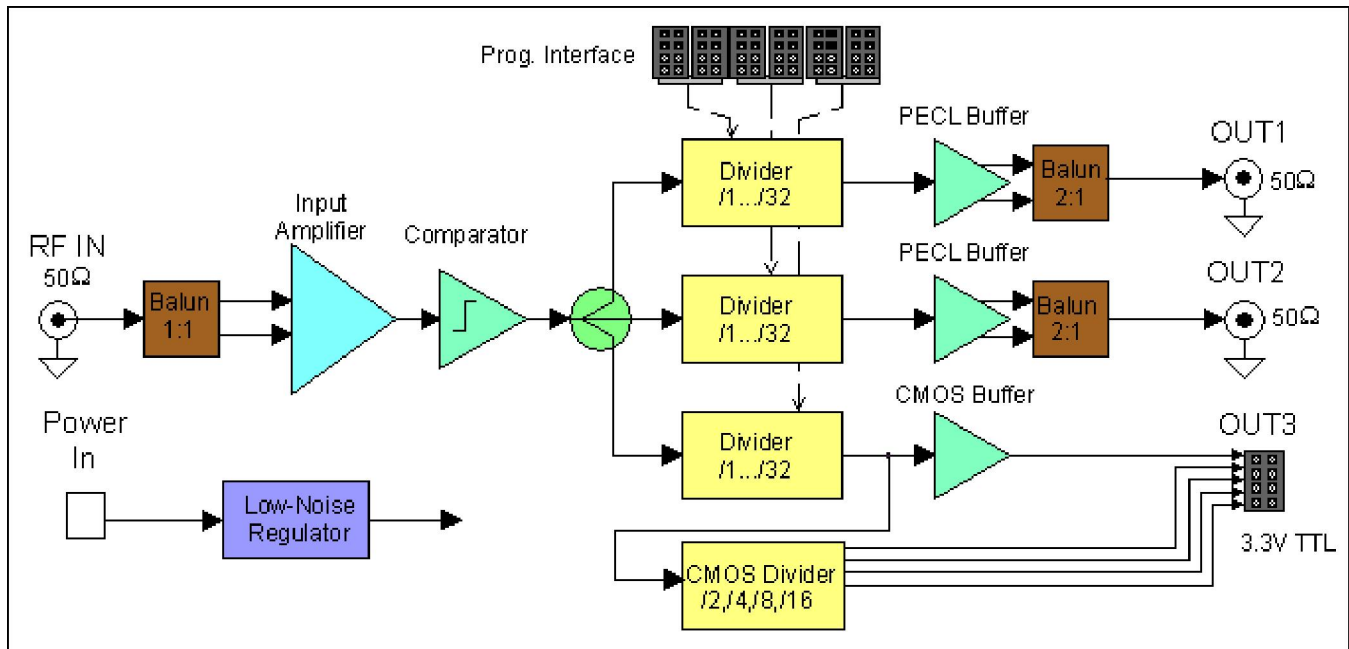 Prog. Interface
PECL Buffer
OUT1
Divider
/1.../32
Balun
2:1
50Ω
Input
Amplifier
Comparator
RF IN
50Ω
Balun
1:1
PECL Buffer
OUT2
Divider
/1.../32
Balun
2:1
50Ω
CMOS Buffer
OUT3
Power
In
Divider
/1.../32
Low-Noise
Regulator
3.3V TTL
CMOS Divider
/2,/4,/8,/16